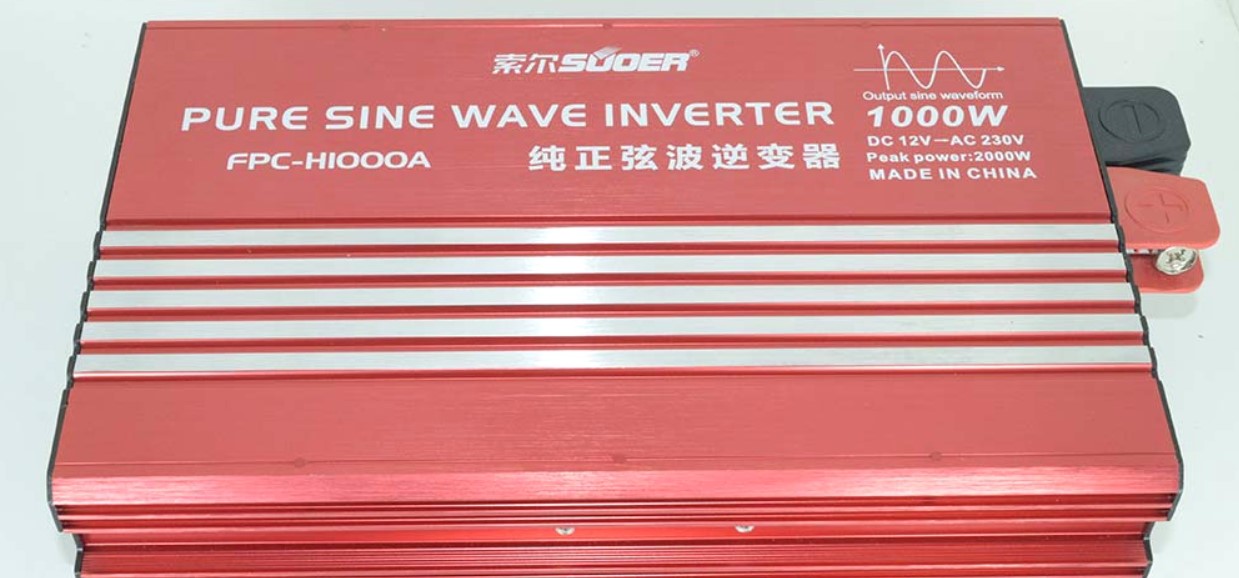 索尔SUOER®
PURE SINE WAVE INVERTER
FPC-H1000A
纯正弦波逆变器
Output sine waveform
1000W
DC 12V—AC 230V
Peak power:2000W
MADE IN CHINA